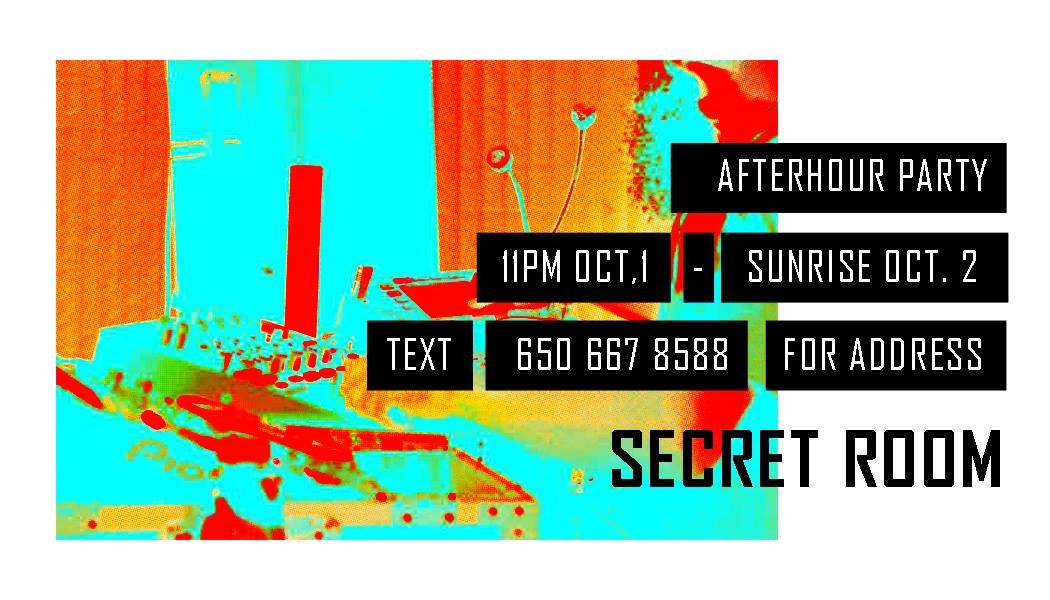 AFTERHOUR PARTY
11PM OCT,1 - SUNRISE OCT. 2
TEXT 650 667 8588 FOR ADDRESS
SECRET ROOM